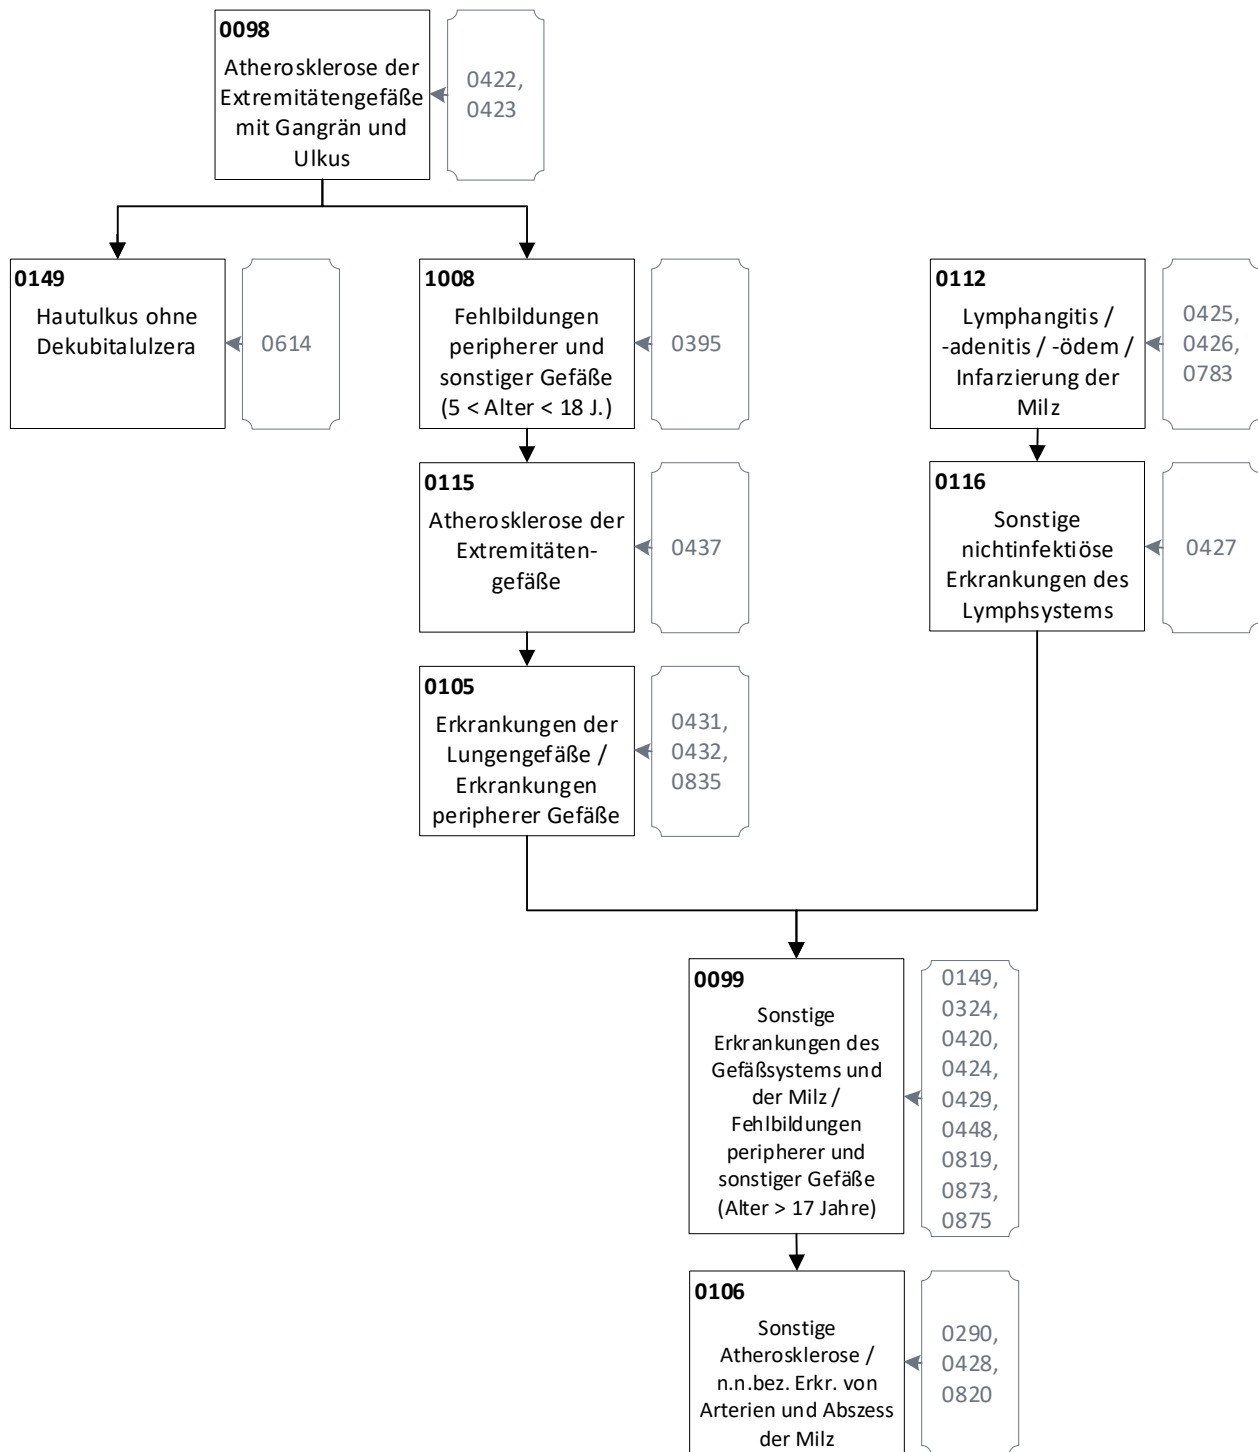 0098
Atherosklerose der
Extremitätengefäße
mit Gangrän und
Ulkus
0422,
0423
0149
Hautulkus ohne
Dekubitalulzera
0614
1008
Fehlbildungen
peripherer und
sonstiger Gefäße
(5 < Alter < 18 J.)
0395
0112
Lymphangitis /
-adenitis / -ödem /
Infarzierung der
Milz
0425,
0426,
0783
0115
Atherosklerose der
Extremitäten-
gefäße
0437
0116
Sonstige
nichtinfektiöse
Erkrankungen des
Lymphsystems
0427
0105
Erkrankungen der
Lungengefäße /
Erkrankungen
peripherer Gefäße
0431,
0432,
0835
0099
Sonstige
Erkrankungen des
Gefäßsystems und
der Milz /
Fehlbildungen
peripherer und
sonstiger Gefäße
(Alter > 17 Jahre)
0149,
0324,
0420,
0424,
0429,
0448,
0819,
0873,
0875
0106
Sonstige
Atherosklerose /
n.n.bez. Erkr. von
Arterien und Abszess
der Milz
0290,
0428,
0820